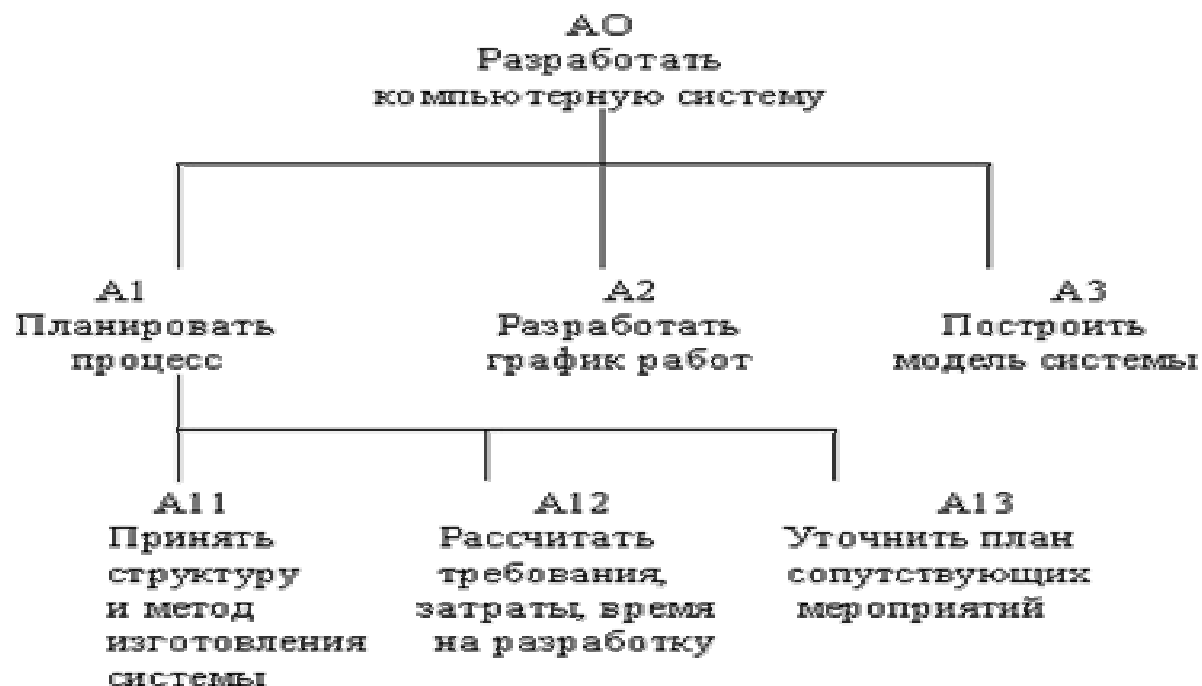 А0
Разработать
компьютерную систему
А1
Планировать
процесс
А2
Разработать
график работ
А3
Построить
модель системы
А11
Принять
структуру
и метод
изготовления
системы
А12
Рассчитать
требования,
затраты, время
на разработку
А13
Уточнить план
сопутствующих
мероприятий